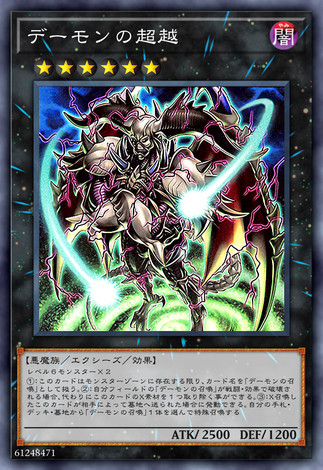 デーモンの超越
闇
やみ
【悪魔族/エクシーズ/効果】
レベル6モンスター×2
①:このカードはモンスターゾーンに存在する限り、カード名を「デーモンの召喚」として扱う。②:自分フィールドの「デーモンの召喚」が戦闘・効果で破壊される場合、代わりにこのカードのX素材を1つ取り除く事ができる。③:X召喚したこのカードが相手によって墓地へ送られた場合に発動できる。自分の手札・デッキ・墓地から「デーモンの召喚」1体を選んで特殊召喚する
ATK/2500 DEF/1200
61248471